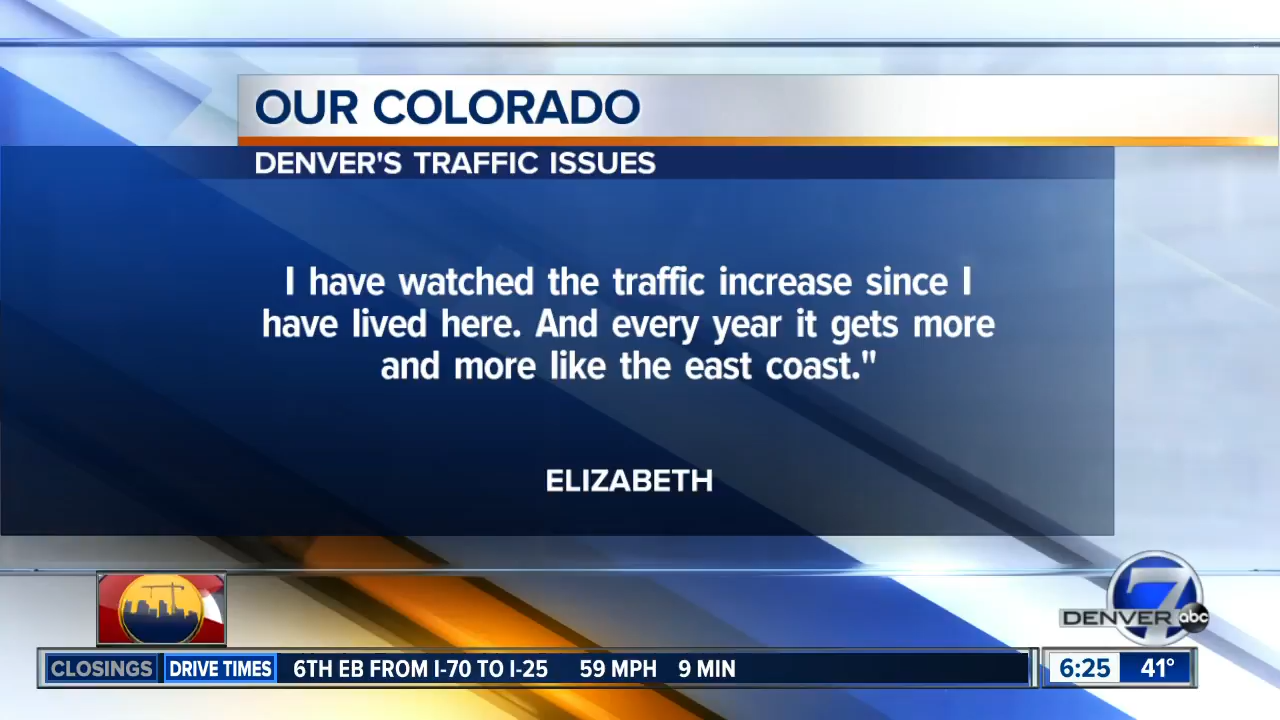 OUR COLORADO
DENVER'S TRAFFIC ISSUES
I have watched the traffic increase since I
have lived here. And every year it gets more
and more like the east coast."
ELIZABETH
DENVER 7 abc
CLOSINGS DRIVE TIMES 6TH EB FROM I-70 TO I-25 59 MPH 9 MIN 6:25 41°